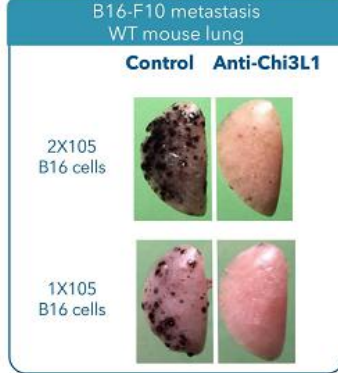 B16-F10 metastasis
WT mouse lung
Control Anti-Chi3L1
2X105
B16 cells
1X105
B16 cells